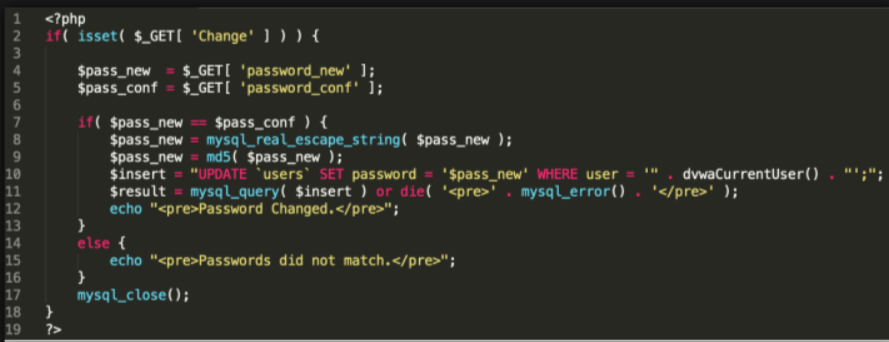 1 <?php
2 if( isset( $_GET[ 'Change' ] ) ) {
3
4 $pass_new = $_GET[ 'password_new' ];
5 $pass_conf = $_GET[ 'password_conf' ];
6
7 if( $pass_new == $pass_conf ) {
8 $pass_new = mysql_real_escape_string( $pass_new );
9 $pass_new = md5( $pass_new );
10 $insert = "UPDATE `users` SET password = '$pass_new' WHERE user = '" . dvwaCurrentUser() . "';";
11 $result = mysql_query( $insert ) or die( '<pre>' . mysql_error() . '</pre>' );
12 echo "<pre>Password Changed.</pre>";
13 }
14 else {
15 echo "<pre>Passwords did not match.</pre>";
16 }
17 mysql_close();
18 }
19 ?>